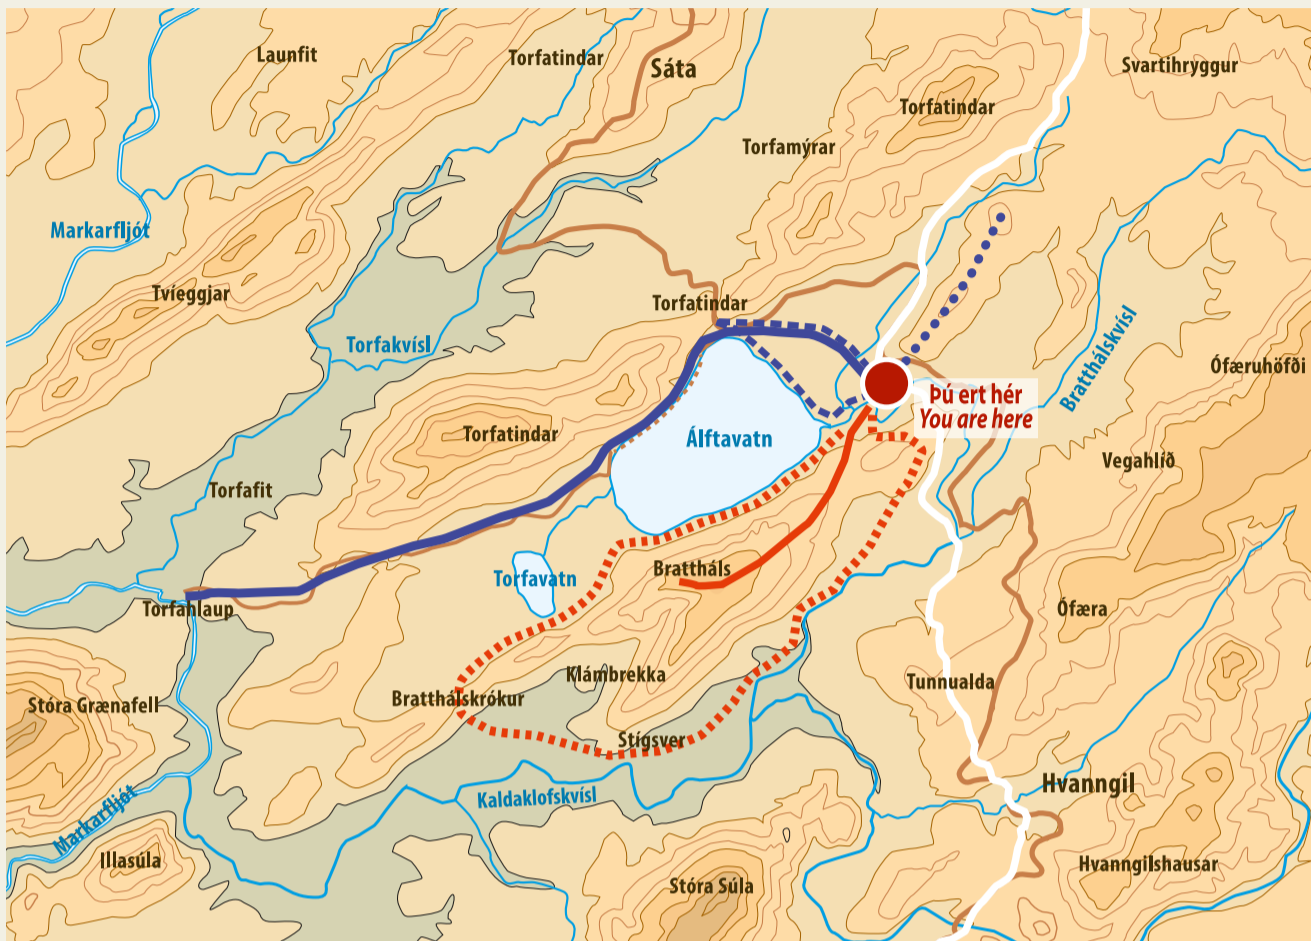 Launfit
Torfatindar
Sáta
Svartihryggur
Torfatindar
Torfamýrar
Markarfljót
Tvíeggjar
Torfatindar
Torfakvísl
Bratthálskvísl
Ófæruhöfði
Þú ert hér
You are here
Torfatindar
Álftavatn
Vegahlíð
Torfafit
Torfavatn
Brattháls
Torfahlaup
Ófæra
Klámbrekka
Tunnualda
Stóra Grænafell
Bratthálskrókur
Stígsver
Hvanngil
Kaldaklofskvísl
Markarfljót
Illasúla
Stóra Súla
Hvanngilshausar